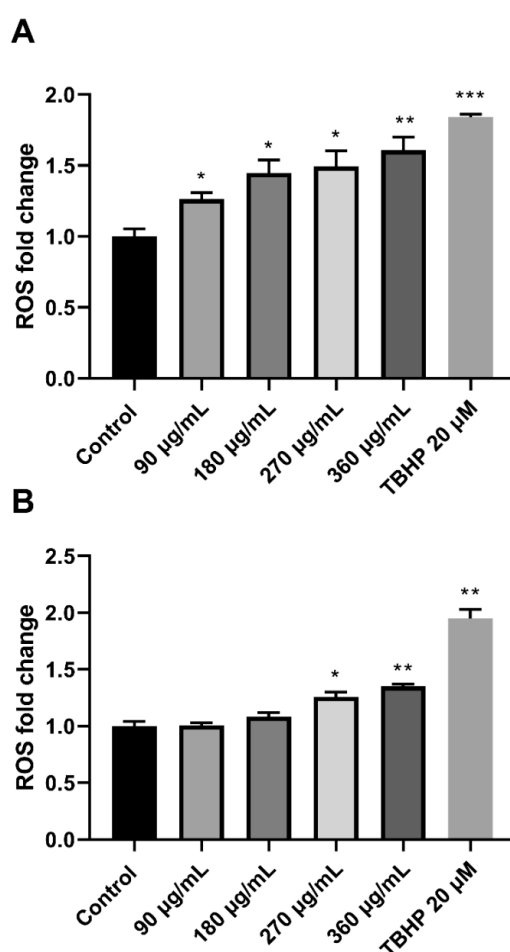 A
ROS fold change
2.0
1.5
1.0
0.5
0.0
*
*
*
**
***
Control
90 µg/mL
180 µg/mL
270 µg/mL
360 µg/mL
TBHP 20 µM
B
ROS fold change
2.5
2.0
1.5
1.0
0.5
0.0
*
**
**
Control
90 µg/mL
180 µg/mL
270 µg/mL
360 µg/mL
TBHP 20 µM